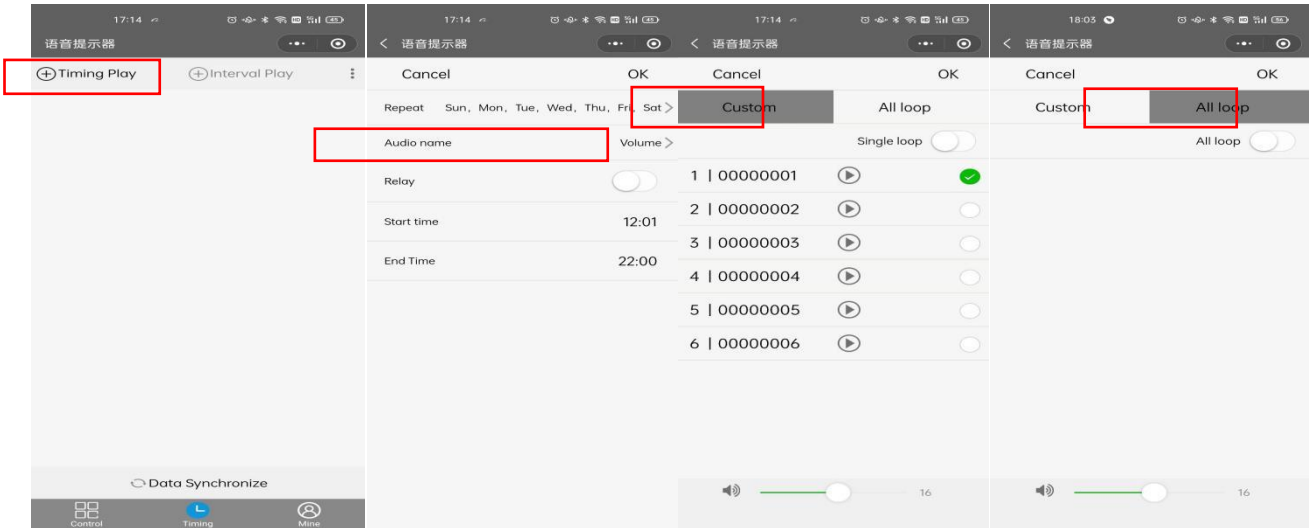 17:14
语音提示器
Timing Play
Interval Play
Data Synchronize
Control
Timing
Mine
17:14
语音提示器
Cancel
OK
Repeat Sun, Mon, Tue, Wed, Thu, Fri, Sat
Audio name
Volume
Relay
Start time 12:01
End Time 22:00
17:14
语音提示器
Cancel
OK
Custom
All loop
Single loop
1 | 00000001
2 | 00000002
3 | 00000003
4 | 00000004
5 | 00000005
6 | 00000006
16
18:03
语音提示器
Cancel
OK
Custom
All loop
All loop
16